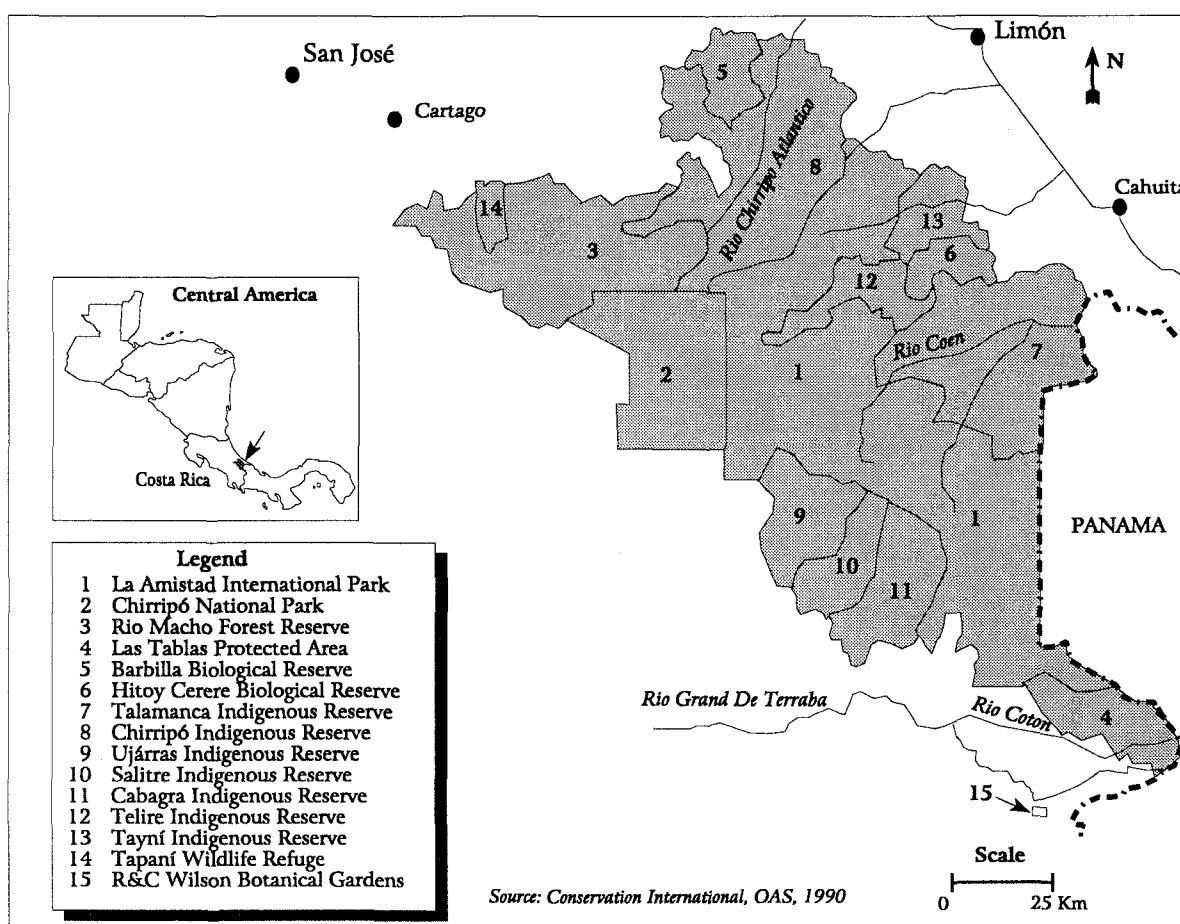 San José
Cartago
Limón
N
Cahuita
5
8
Rio Chirripo Atlantico
14
3
13
6
12
Rio Coen
7
2
1
Central America
Costa Rica
9
10
11
1
PANAMA
Legend
1 La Amistad International Park
2 Chirripó National Park
3 Rio Macho Forest Reserve
4 Las Tablas Protected Area
5 Barbilla Biological Reserve
6 Hitoy Cerere Biological Reserve
7 Talamanca Indigenous Reserve
8 Chirripó Indigenous Reserve
9 Ujárras Indigenous Reserve
10 Salitre Indigenous Reserve
11 Cabagra Indigenous Reserve
12 Telire Indigenous Reserve
13 Tayní Indigenous Reserve
14 Tapaní Wildlife Refuge
15 R&C Wilson Botanical Gardens
Rio Grand De Terraba
Rio Coton
4
15
Scale
0 25 Km
Source: Conservation International, OAS, 1990